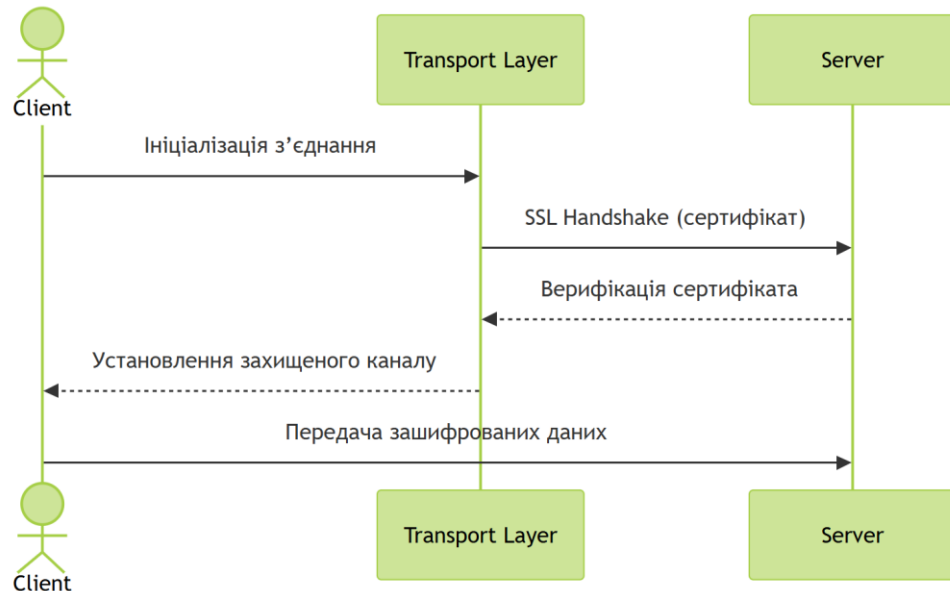 Client
Transport Layer
Server
Ініціалізація з’єднання
SSL Handshake (сертифікат)
Верифікація сертифіката
Установлення захищеного каналу
Передача зашифрованих даних
Client
Transport Layer
Server